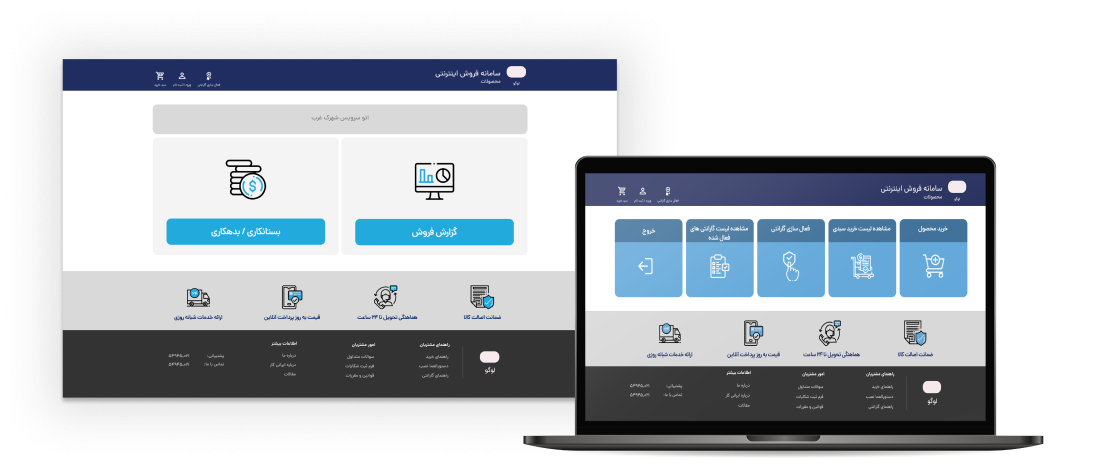 سامانه فروش اینترنتی
محصولات
لوگو
فعال سازی گارانتی
ورود / ثبت نام
سبد خرید
اتو سرویس شهرک غرب
گزارش فروش
بستانکاری / بدهکاری
ضمانت اصالت کالا
هماهنگی تحویل تا ۲۴ ساعت
قیمت به روز پرداخت آنلاین
ارائه خدمات شبانه روزی
لوگو
راهنمای مشتریان
راهنمای خرید
دستورالعمل نصب
راهنمای گارانتی
امور مشتریان
سوالات متداول
فرم ثبت شکایات
قوانین و مقررات
اطلاعات بیشتر
درباره ما
درباره ایرانی کار
مقالات
پشتیبانی:
تماس با ما:
سامانه فروش اینترنتی
محصولات
لوگو
فعال سازی گارانتی
ورود / ثبت نام
سبد خرید
خرید محصول
مشاهده لیست خرید سبدی
فعال سازی گارانتی
مشاهده لیست گارانتی های
فعال شده
خروج
ضمانت اصالت کالا
هماهنگی تحویل تا ۲۴ ساعت
قیمت به روز پرداخت آنلاین
ارائه خدمات شبانه روزی
لوگو
راهنمای مشتریان
راهنمای خرید
دستورالعمل نصب
راهنمای گارانتی
امور مشتریان
سوالات متداول
فرم ثبت شکایات
قوانین و مقررات
اطلاعات بیشتر
درباره ما
درباره ایرانی کار
مقالات
پشتیبانی:
تماس با ما: